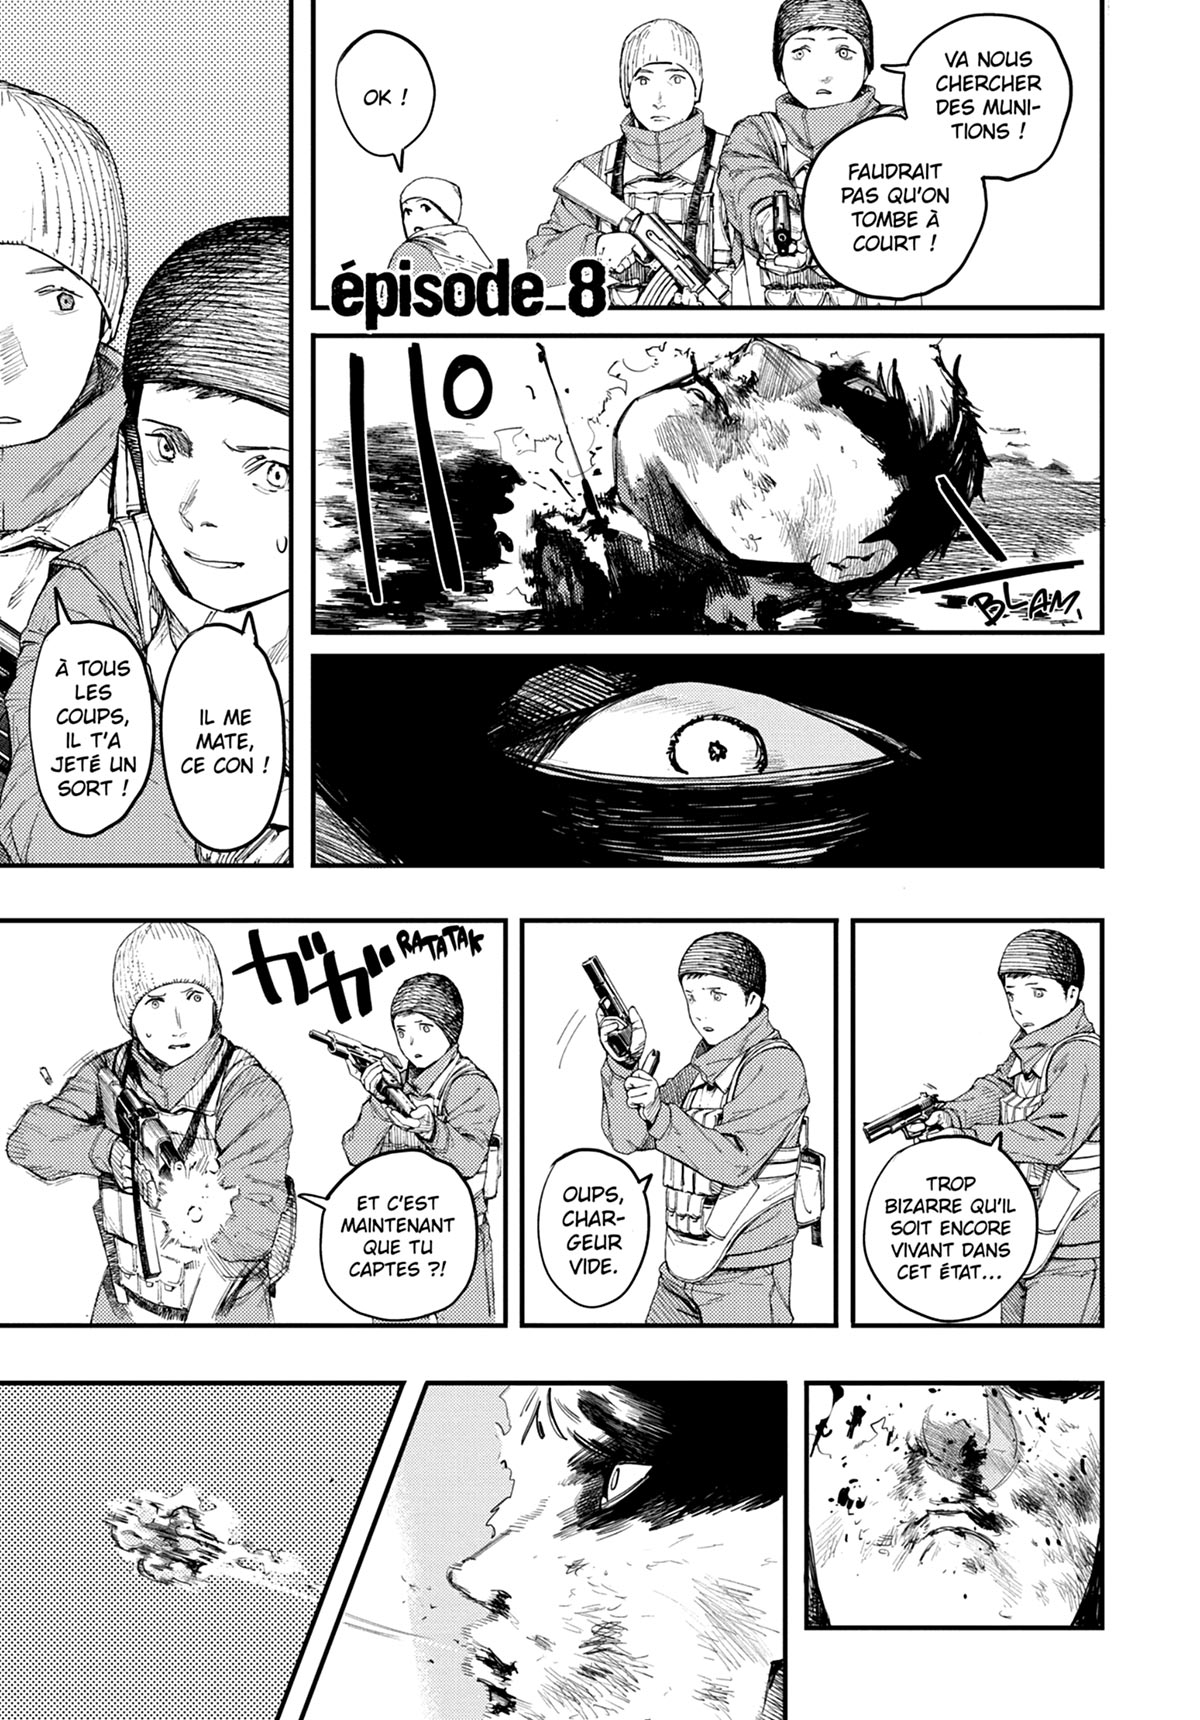 VA NOUS
CHERCHER
DES MUNI-
TIONS !
FAUDRAIT
PAS QU'ON
TOMBE À
COURT !
OK !
épisode_8
BLAM
IL ME
MATE,
CE CON !
À TOUS
LES
COUPS,
IL T'A
JETÉ UN
SORT !
TROP
BIZARRE QU'IL
SOIT ENCORE
VIVANT DANS
CET ÉTAT...
OUPS,
CHAR-
GEUR
VIDE.
RATATAK
ガガ
ET C'EST
MAINTENANT
QUE TU
CAPTES ?!